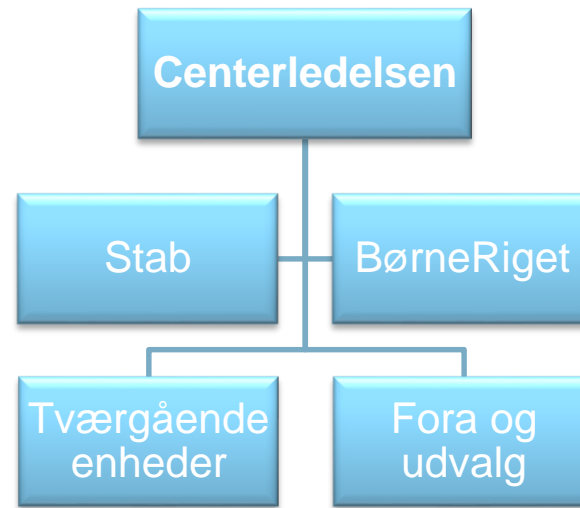 Centerledelsen
Stab
BørneRiget
Tværgående
enheder
Fora og
udvalg